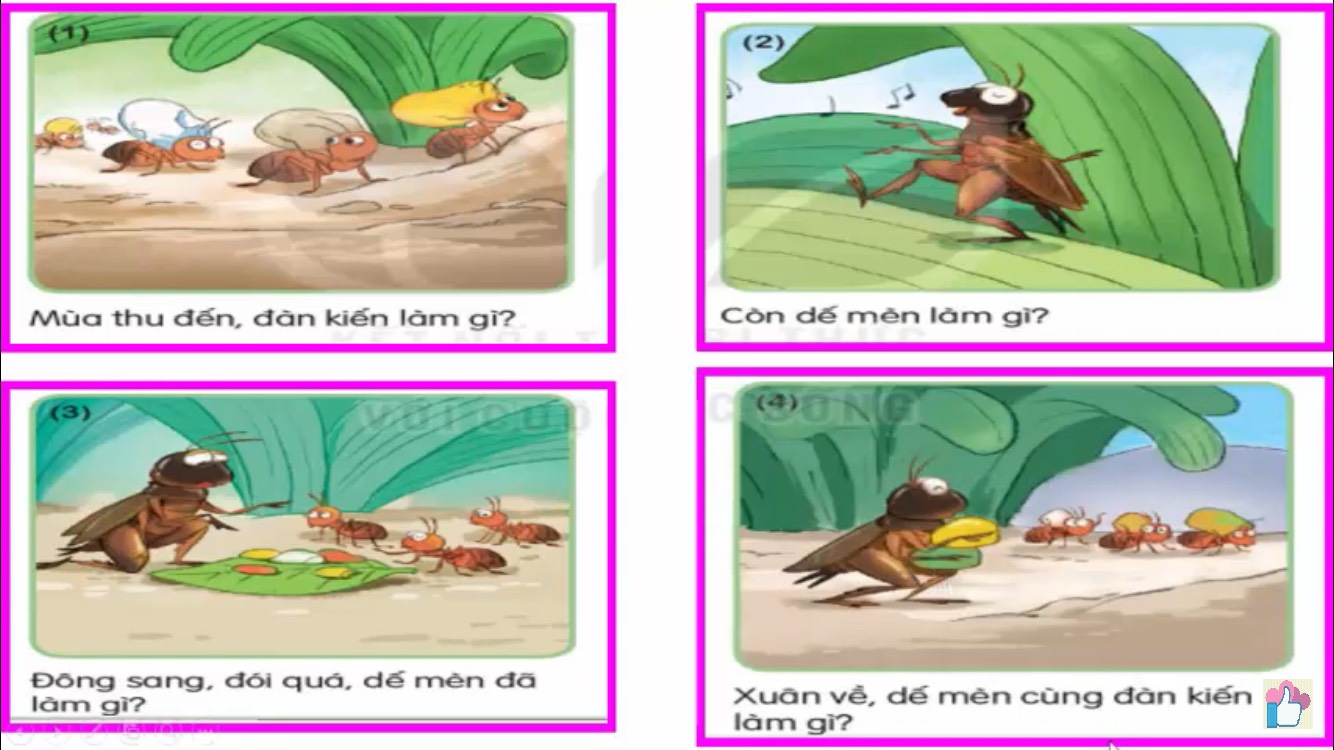 (1)
Mùa thu đến, đàn kiến làm gì?
(2)
Còn dế mèn làm gì?
(3)
Đông sang, đói quá, dế mèn đã
làm gì?
(4)
Xuân về, dế mèn cùng đàn kiến
làm gì?